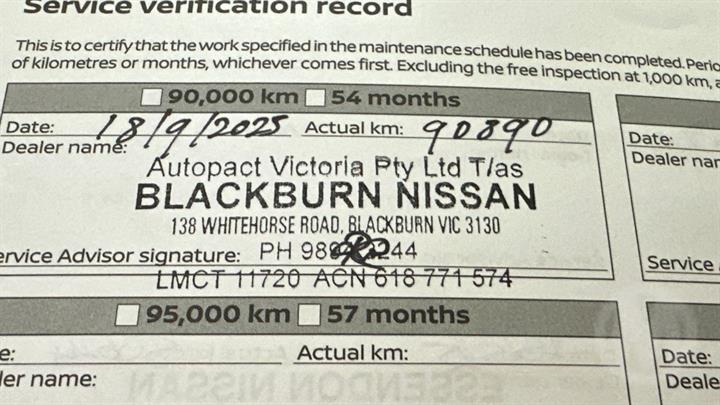 Service verification record
This is to certify that the work specified in the maintenance schedule has been completed. Perio
of kilometres or months, whichever comes first. Excluding the free inspection at 1,000 km, a
90,000 km 54 months
Date: 18/9/2025 Actual km: 90890
Dealer name:
Autopact Victoria Pty Ltd T/as
BLACKBURN NISSAN
138 WHITEHORSE ROAD, BLACKBURN VIC 3130
ervice Advisor signature: PH 244
LMCT 11720 ACN 618 771 574
95,000 km 57 months
e: Actual km:
ler name:
ESSENDON NISSAN
Date:
Dealer nar
Service
Date:
Deale